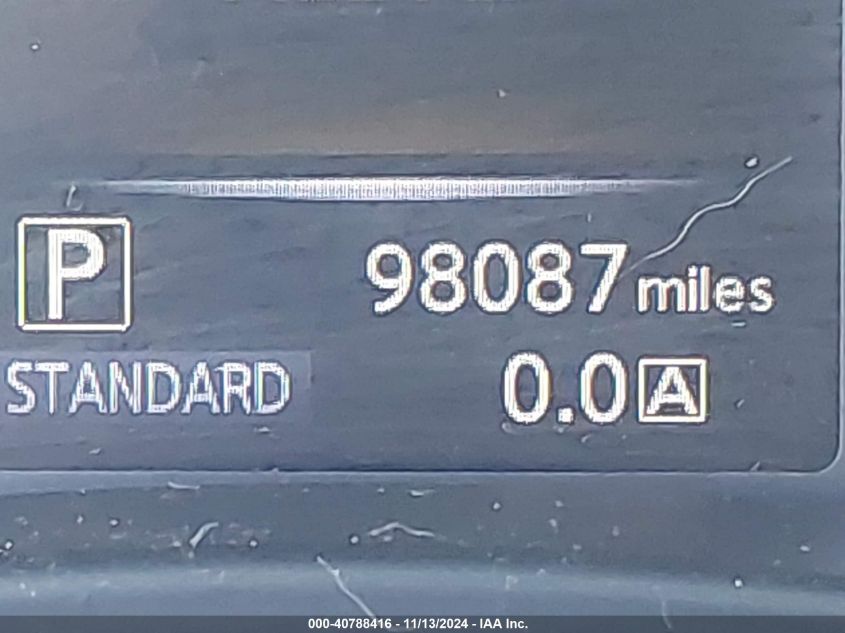 P
98087 miles
STANDARD
0.0 A
000-40788416 - 11/13/2024 - IAA Inc.